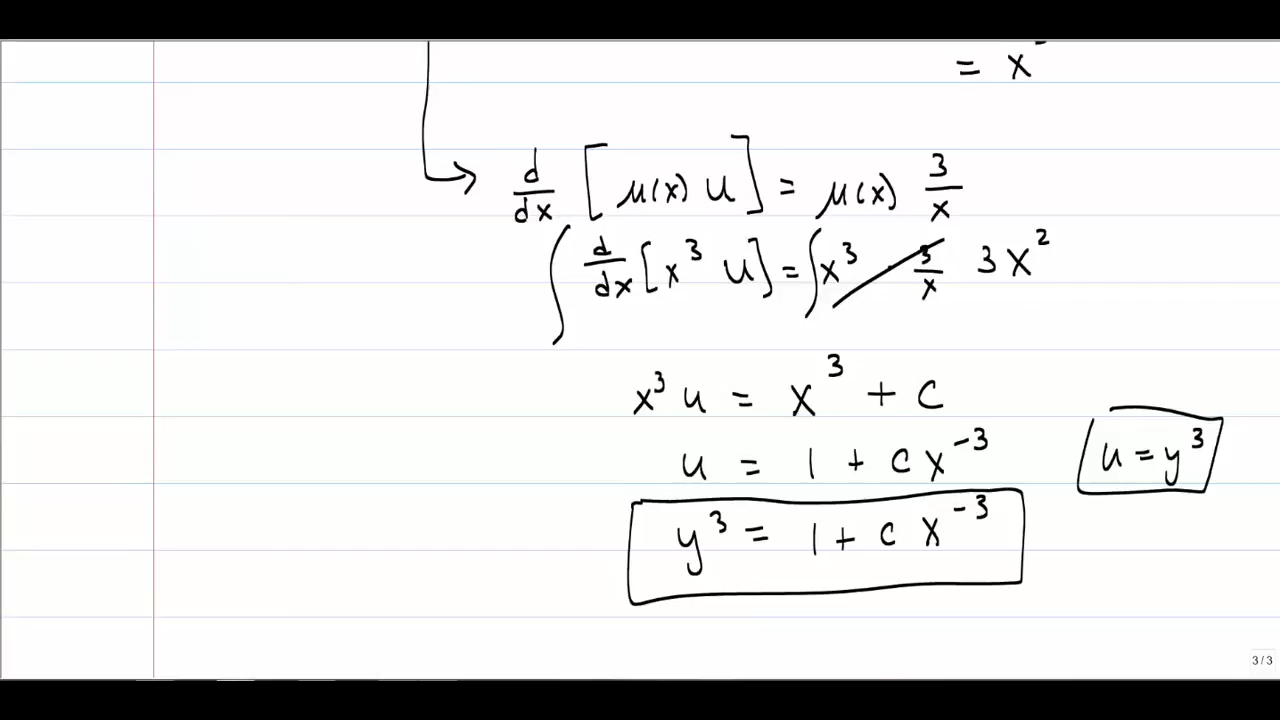 = x
d/dx [ μ(x) u ] = μ(x) 3/x
∫ d/dx [ x³ u ] = ∫ x³ · 3/x 3x²
x³ u = x³ + c
u = 1 + c x⁻³
u = y³
y³ = 1 + c x⁻³
3 / 3